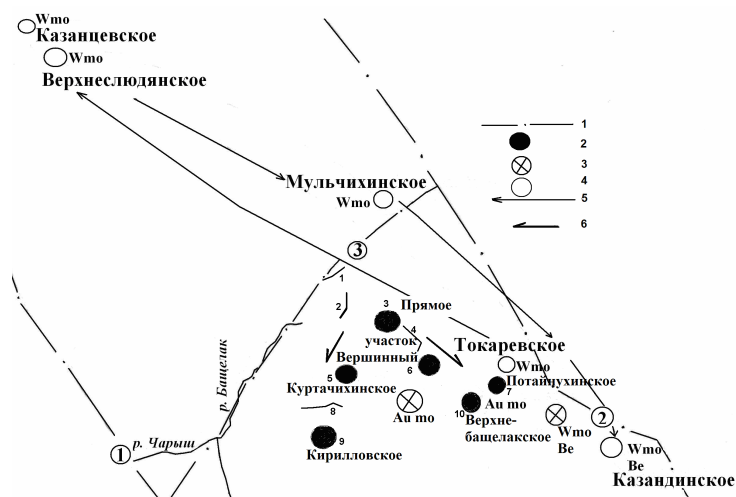 Wmo
Казанцевское
Wmo
Верхнеслюдянское
1
2
3
4
5
6
Мульчихинское
Wmo
3
1
2
3
Прямое
4
участок
Вершинный
6
5
Куртачихинское
Токаревское
Wmo
Потайчухинское
7
Au mo
10
Верхне-
бащелакское
Au mo
8
9
Кирилловское
Wmo
Be
2
Wmo
Be
Казандинское
р. Бащелак
р. Чарыш
1